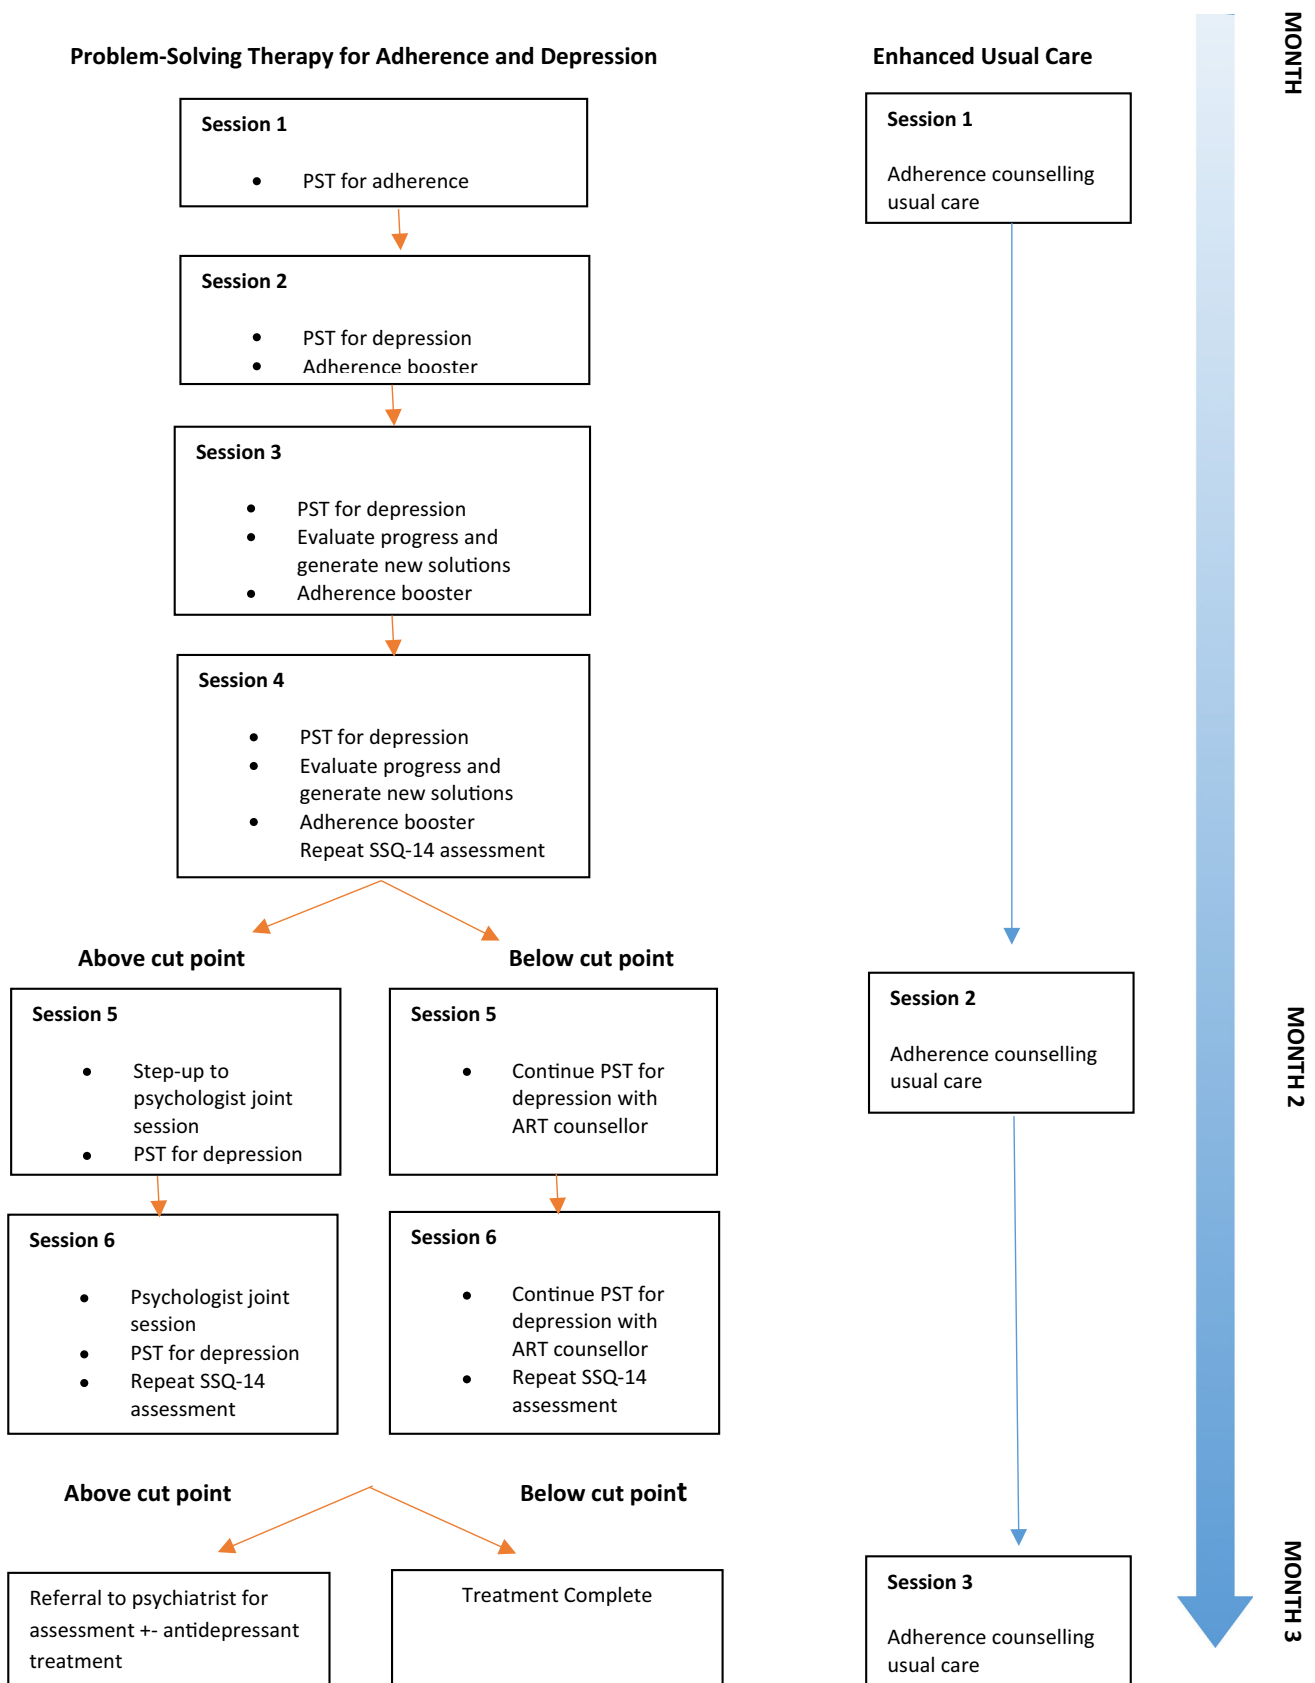 Problem-Solving Therapy for Adherence and Depression
Session 1
• PST for adherence
Session 2
• PST for depression
• Adherence booster
Session 3
• PST for depression
• Evaluate progress and
generate new solutions
• Adherence booster
Session 4
• PST for depression
• Evaluate progress and
generate new solutions
• Adherence booster
Repeat SSQ-14 assessment
Above cut point
Below cut point
Session 5
• Step-up to
psychologist joint
session
• PST for depression
Session 5
• Continue PST for
depression with
ART counsellor
Session 6
• Psychologist joint
session
• PST for depression
• Repeat SSQ-14
assessment
Session 6
• Continue PST for
depression with
ART counsellor
• Repeat SSQ-14
assessment
Above cut point
Below cut point
Referral to psychiatrist for
assessment +- antidepressant
treatment
Treatment Complete
Enhanced Usual Care
Session 1
Adherence counselling
usual care
Session 2
Adherence counselling
usual care
Session 3
Adherence counselling
usual care
MONTH
MONTH 2
MONTH 3